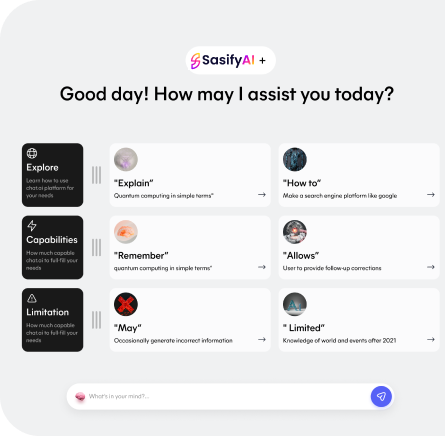 SasifyAI +
Good day! How may I assist you today?
Explore
Learn how to use
chat.ai platform for
your needs
"Explain"
Quantum computing in simple terms"
"How to"
Make a search engine platform like google
Capabilities
How much capable
chat.ai to full-fill your
needs
"Remember"
quantum computing in simple terms"
"Allows"
User to provide follow-up corrections
Limitation
How much capable
chat.ai to full-fill your
needs
"May"
Occasionally generate incorrect information
" Limited"
Knowledge of world and events after 2021
What's in your mind?...